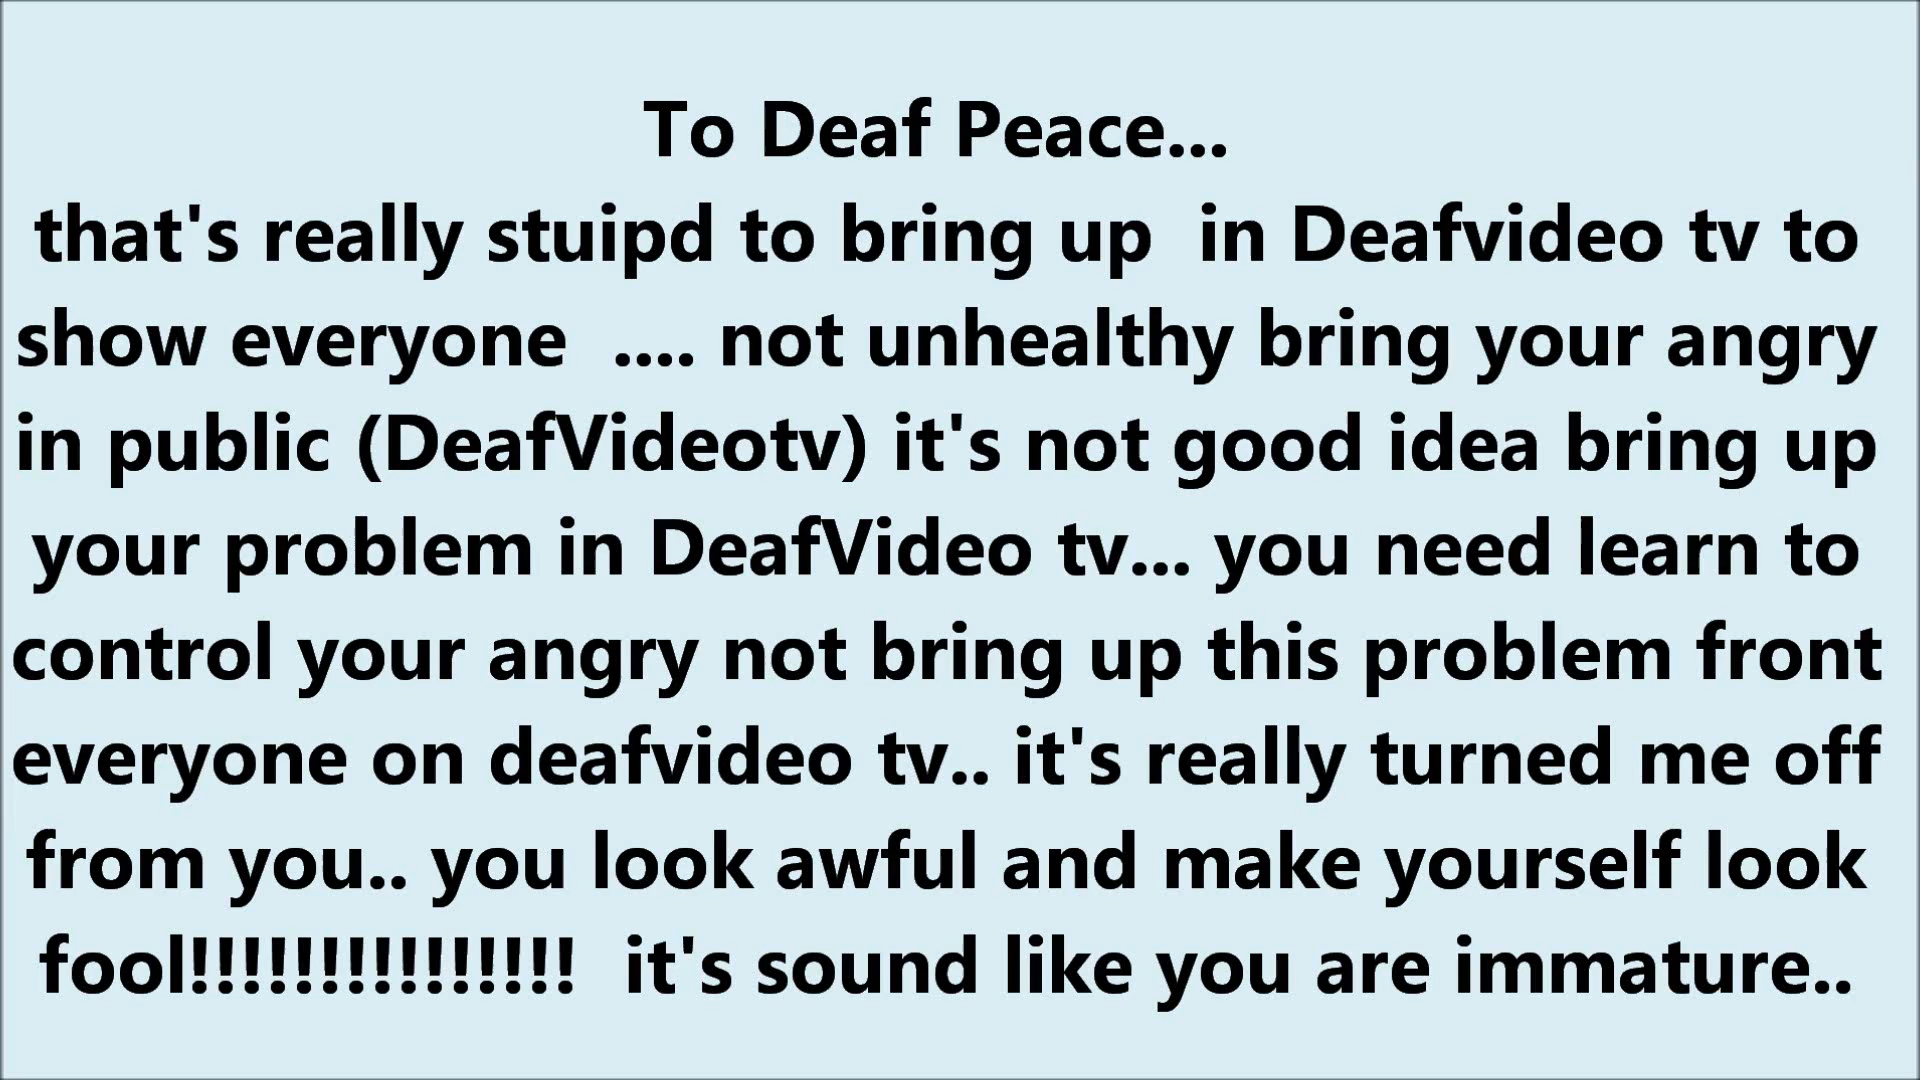 To Deaf Peace...
that's really stuipd to bring up  in Deafvideo tv to
show everyone  .... not unhealthy bring your angry
in public (DeafVideotv) it's not good idea bring up
your problem in DeafVideo tv... you need learn to
control your angry not bring up this problem front
everyone on deafvideo tv.. it's really turned me off
from you.. you look awful and make yourself look
fool!!!!!!!!!!!!!!!  it's sound like you are immature..